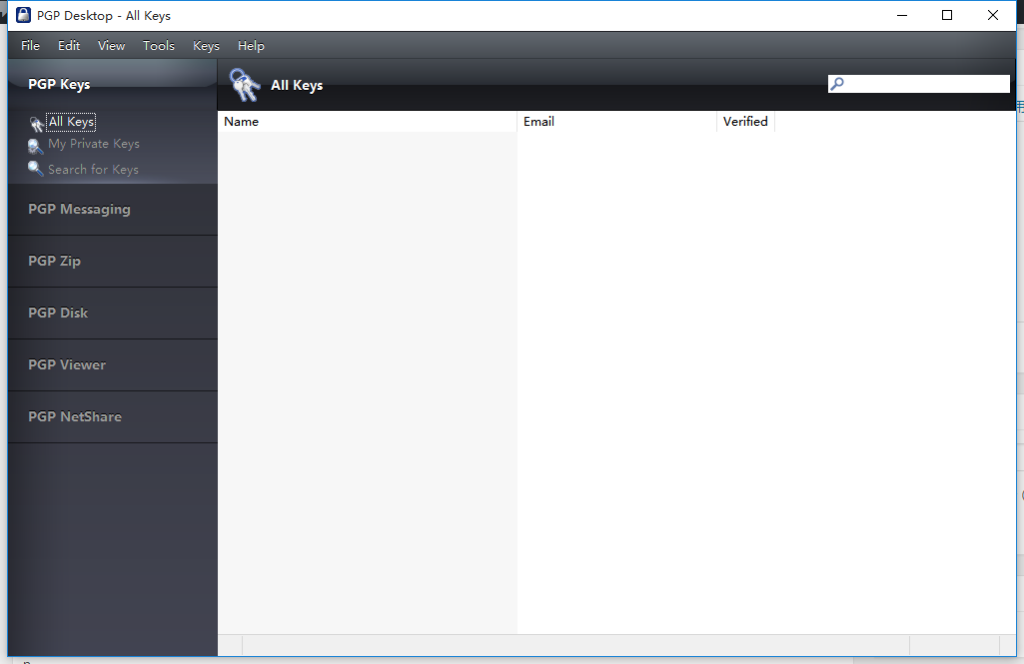 PGP Desktop - All Keys
File Edit View Tools Keys Help
PGP Keys
All Keys
My Private Keys
Search for Keys
PGP Messaging
PGP Zip
PGP Disk
PGP Viewer
PGP NetShare
All Keys
Name Email Verified